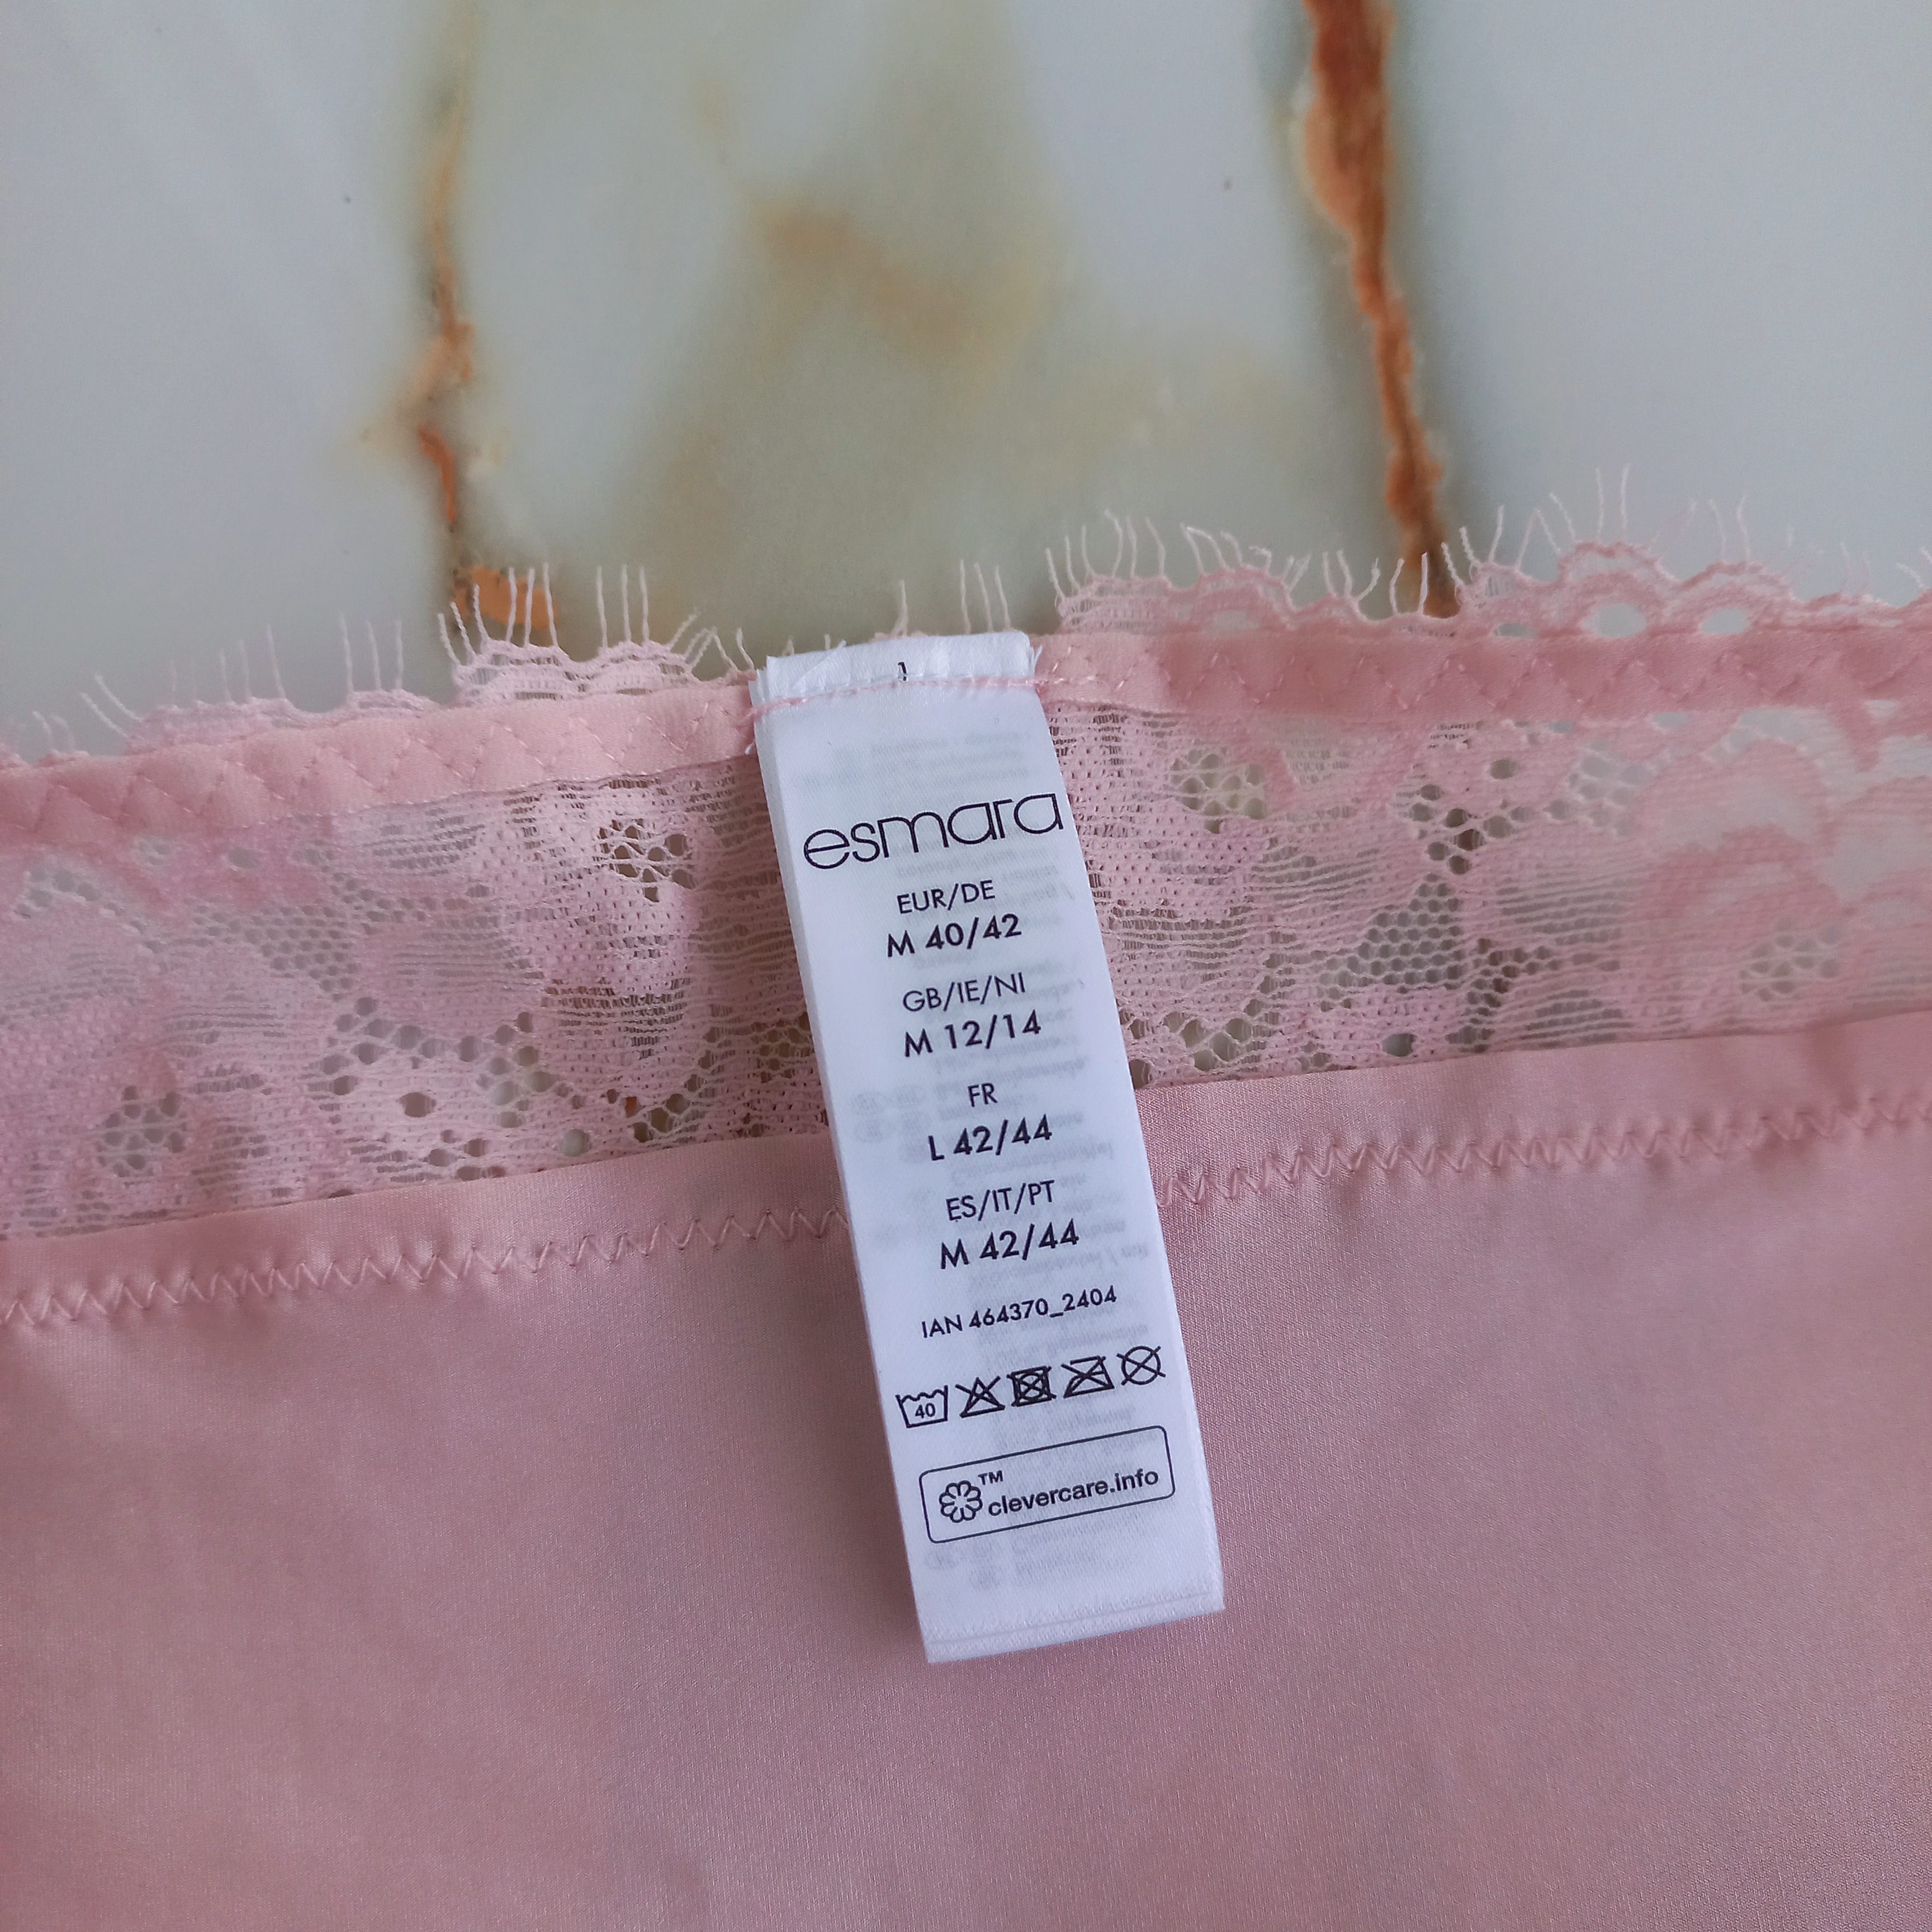 1
esmara
EUR/DE
M 40/42
GB/IE/NI
M 12/14
FR
L 42/44
ES/IT/PT
M 42/44
IAN 464370_2404
40
TM
clevercare.info